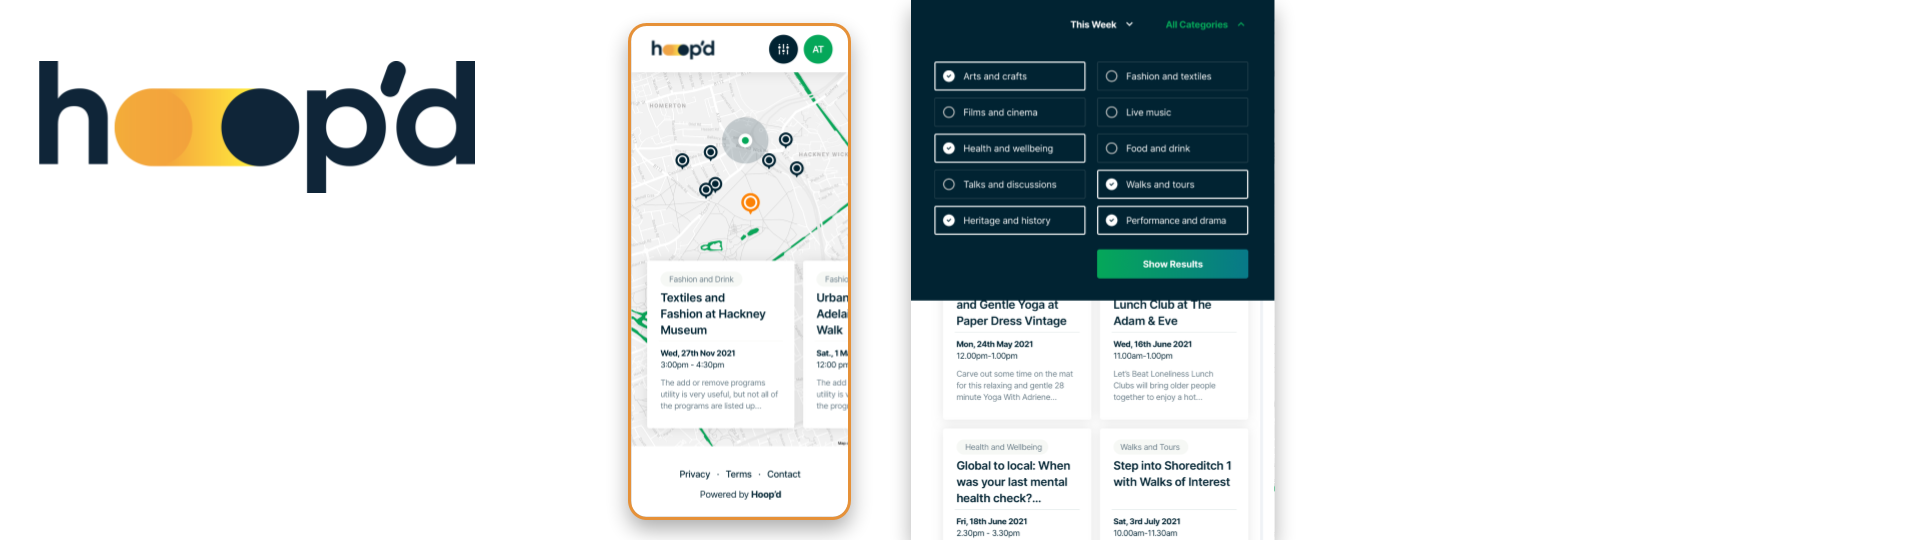 hoop'd
hoop'd
AT
HOMERTON
HACKNEY WICK
Fashion and Drink
Textiles and
Fashion at Hackney
Museum
Wed, 27th Nov 2021
3:00pm - 4:30pm
The add or remove programs
utility is very useful, but not all of
the programs are listed up...
Fashio
Urban
Adela
Walk
Sat., 1 M
12:00 pm
The add
utility is v
the progr
Map
Privacy · Terms · Contact
Powered by Hoop'd
This Week
All Categories
Arts and crafts
Fashion and textiles
Films and cinema
Live music
Health and wellbeing
Food and drink
Talks and discussions
Walks and tours
Heritage and history
Performance and drama
Show Results
and Gentle Yoga at
Paper Dress Vintage
Mon, 24th May 2021
12.00pm-1.00pm
Carve out some time on the mat
for this relaxing and gentle 28
minute Yoga With Adriene...
Lunch Club at The
Adam & Eve
Wed, 16th June 2021
11.00am-1.00pm
Let's Beat Loneliness Lunch
Clubs will bring older people
together to enjoy a hot...
Health and Wellbeing
Global to local: When
was your last mental
health check?...
Fri, 18th June 2021
2.30pm - 3.30pm
Walks and Tours
Step into Shoreditch 1
with Walks of Interest
Sat, 3rd July 2021
10.00am-11.30am